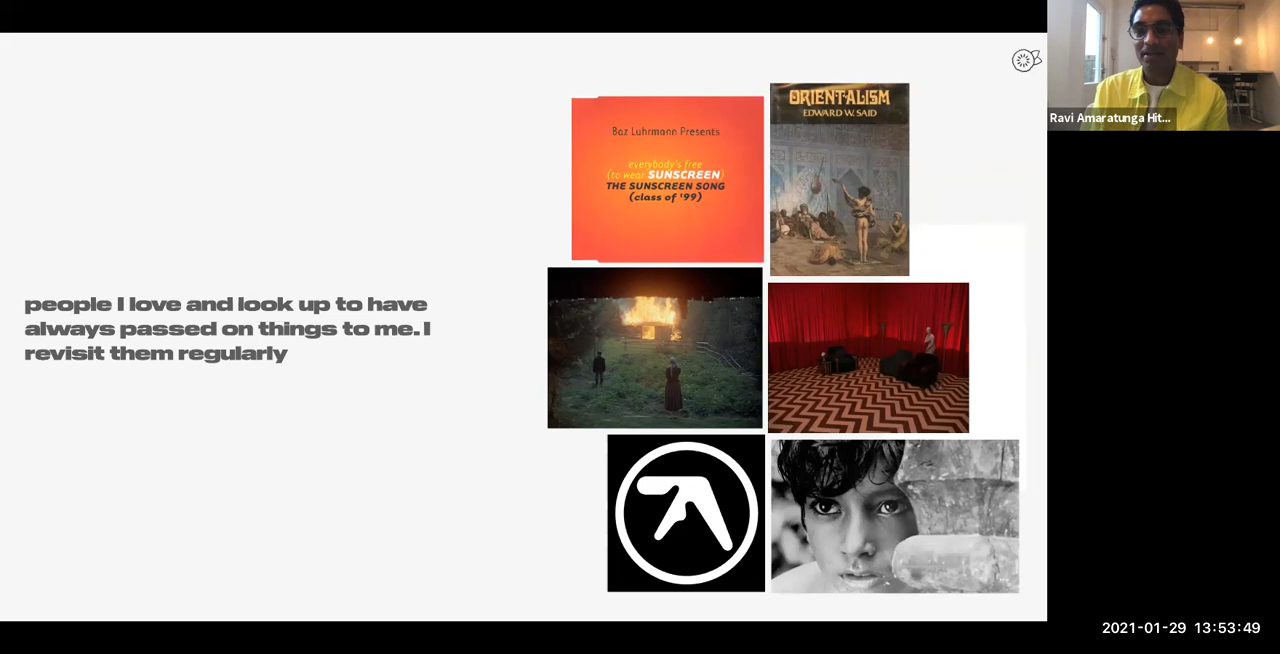 people I love and look up to have
always passed on things to me. I
revisit them regularly
Baz Luhrmann Presents
everybody's free
(to wear SUNSCREEN)
THE SUNSCREEN SONG
(class of '99)
ORIENTALISM
EDWARD W. SAID
Ravi Amaratunga Hit...
2021-01-29 13:53:49